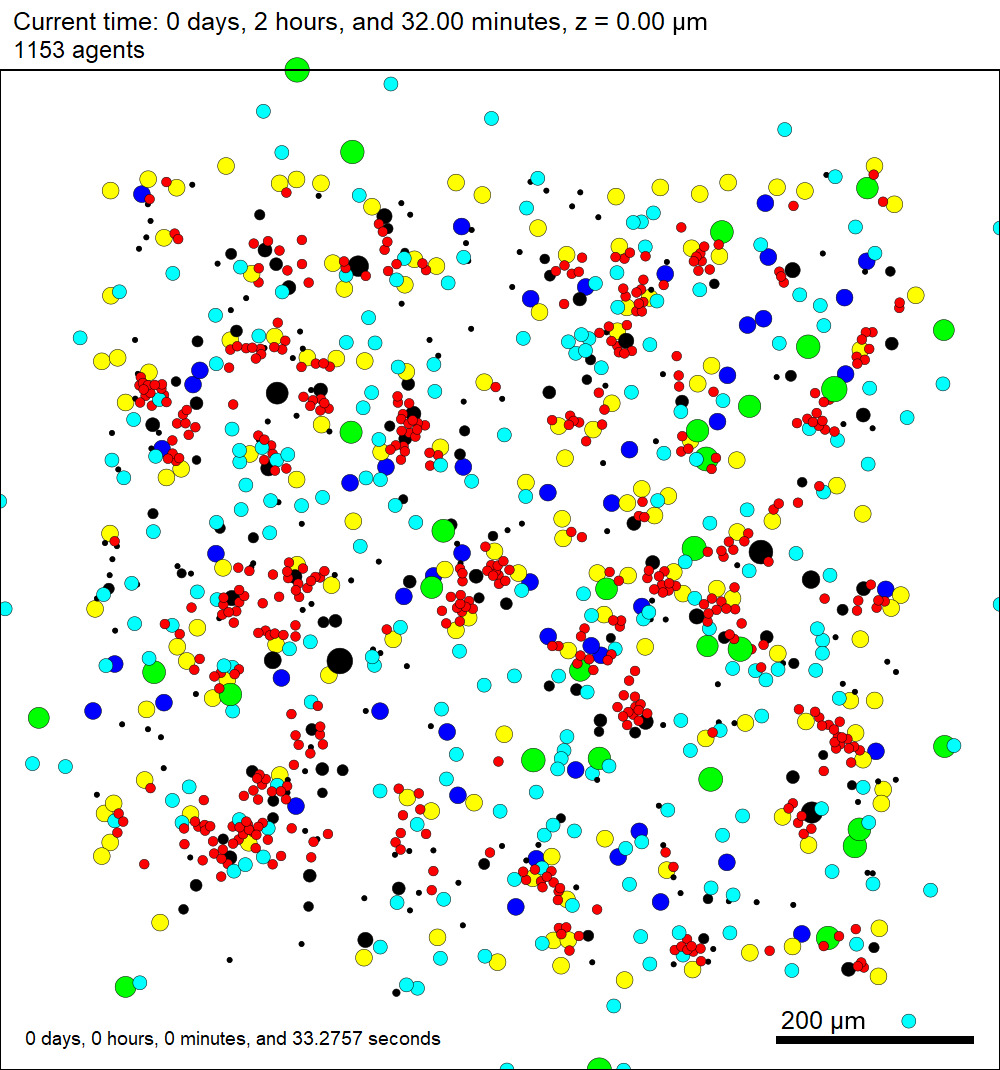 Current time: 0 days, 2 hours, and 32.00 minutes, z = 0.00 μm
1153 agents
200 μm
0 days, 0 hours, 0 minutes, and 33.2757 seconds